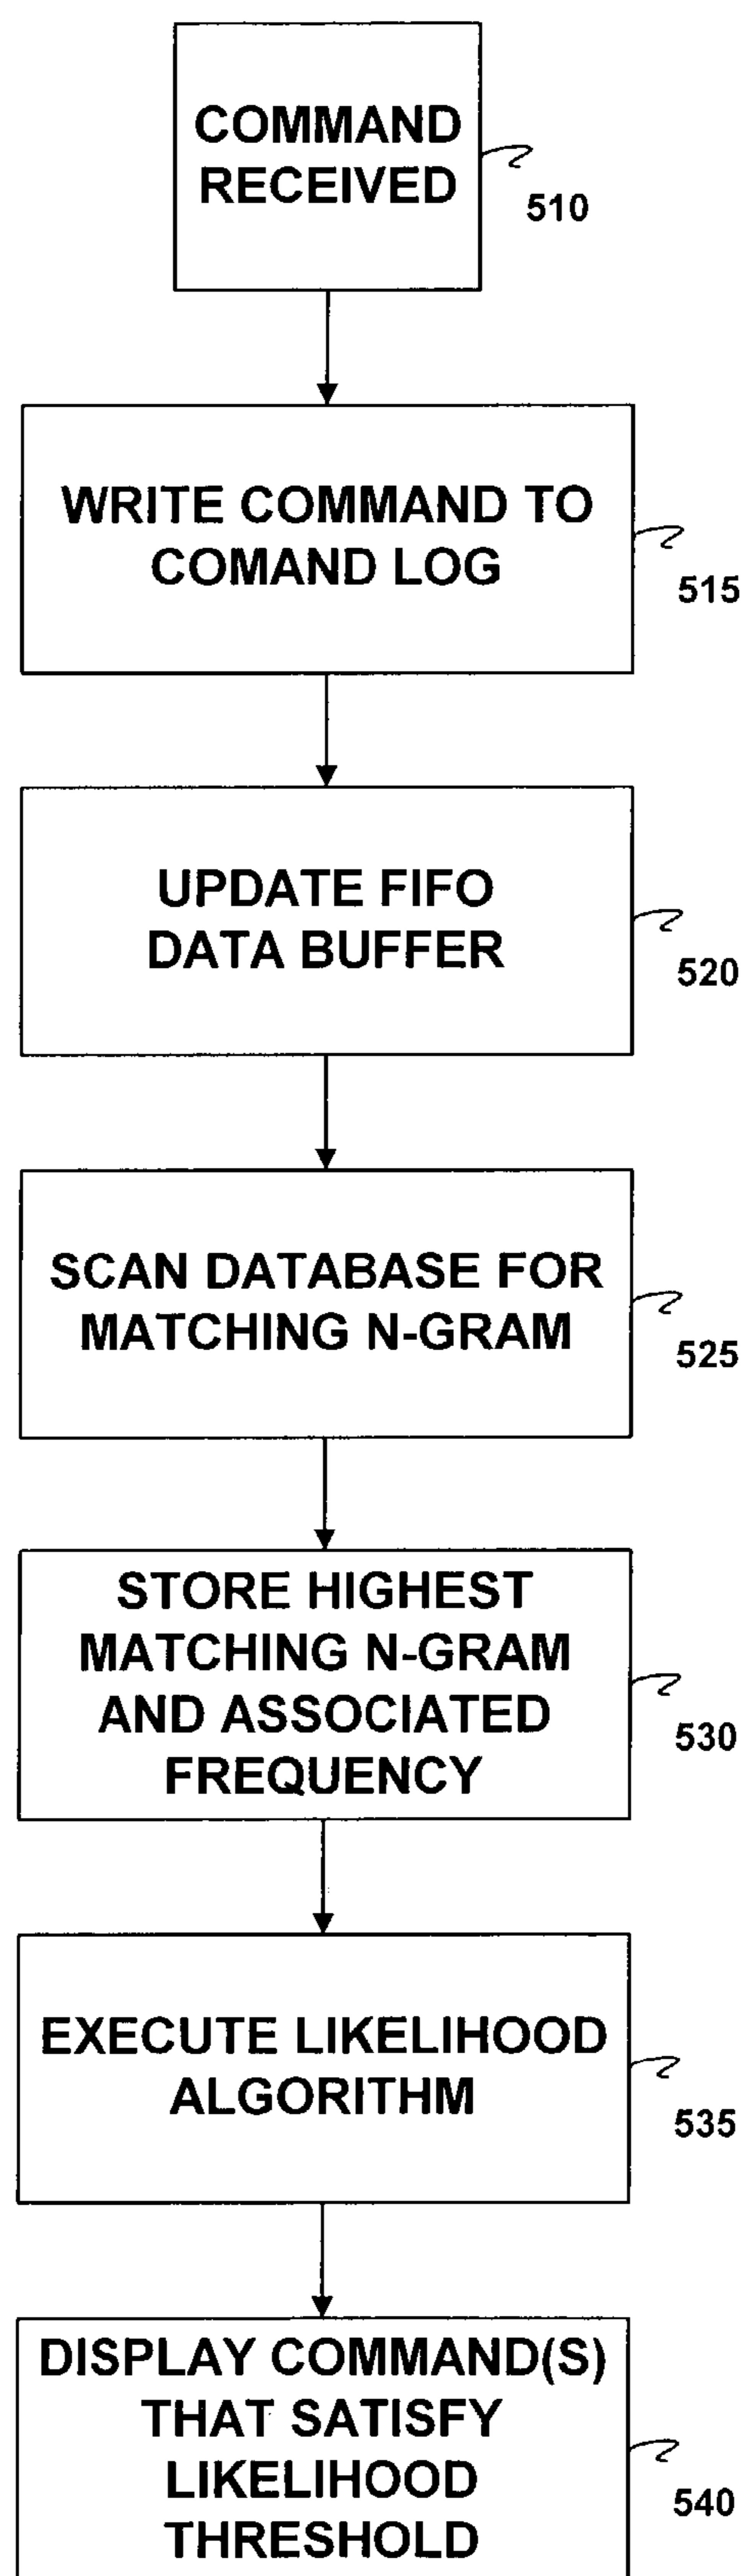 COMMAND
RECEIVED
510
WRITE COMMAND TO
COMAND LOG
515
UPDATE FIFO
DATA BUFFER
520
SCAN DATABASE FOR
MATCHING N-GRAM
525
STORE HIGHEST
MATCHING N-GRAM
AND ASSOCIATED
FREQUENCY
530
EXECUTE LIKELIHOOD
ALGORITHM
535
DISPLAY COMMAND(S)
THAT SATISFY
LIKELIHOOD
THRESHOLD
540